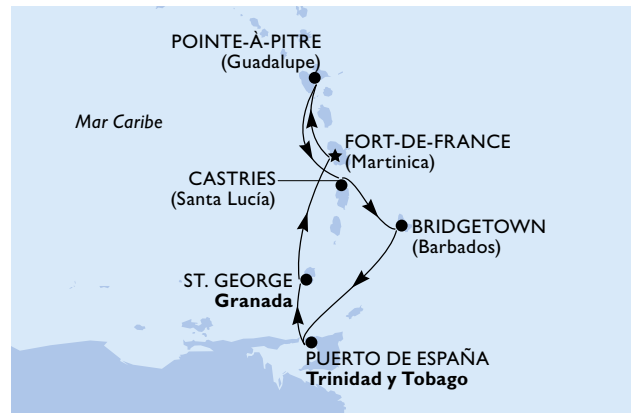 POINTE-À-PITRE
(Guadalupe)
Mar Caribe
FORT-DE-FRANCE
(Martinica)
CASTRIES
(Santa Lucía)
BRIDGETOWN
(Barbados)
ST. GEORGE
Granada
PUERTO DE ESPAÑA
Trinidad y Tobago